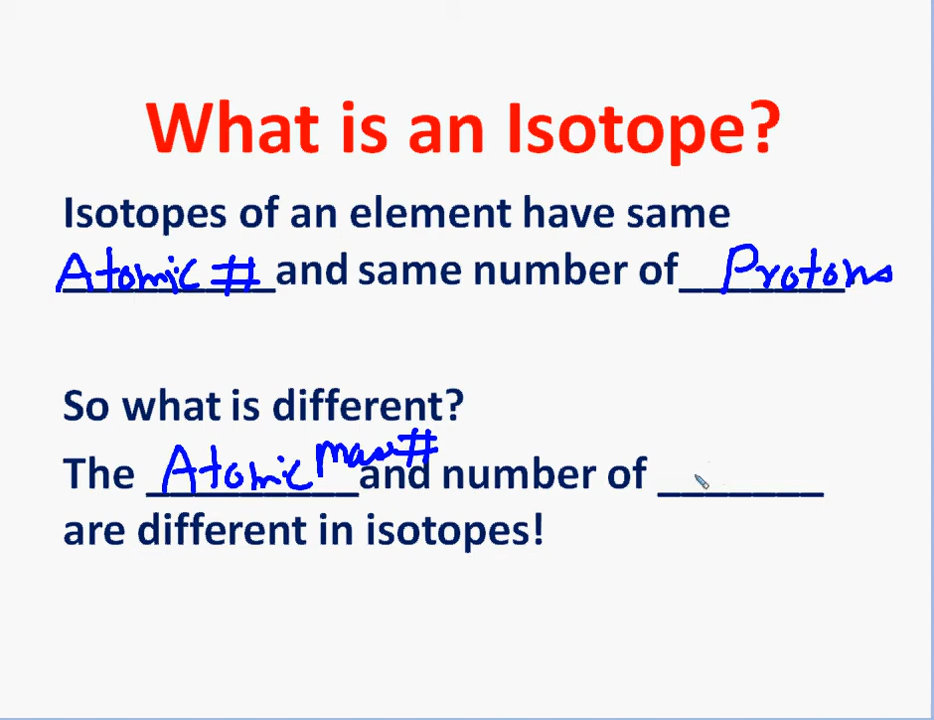 What is an Isotope?
Isotopes of an element have same
Atomic # and same number of Protons
So what is different?
The Atomic mass # and number of _______
are different in isotopes!